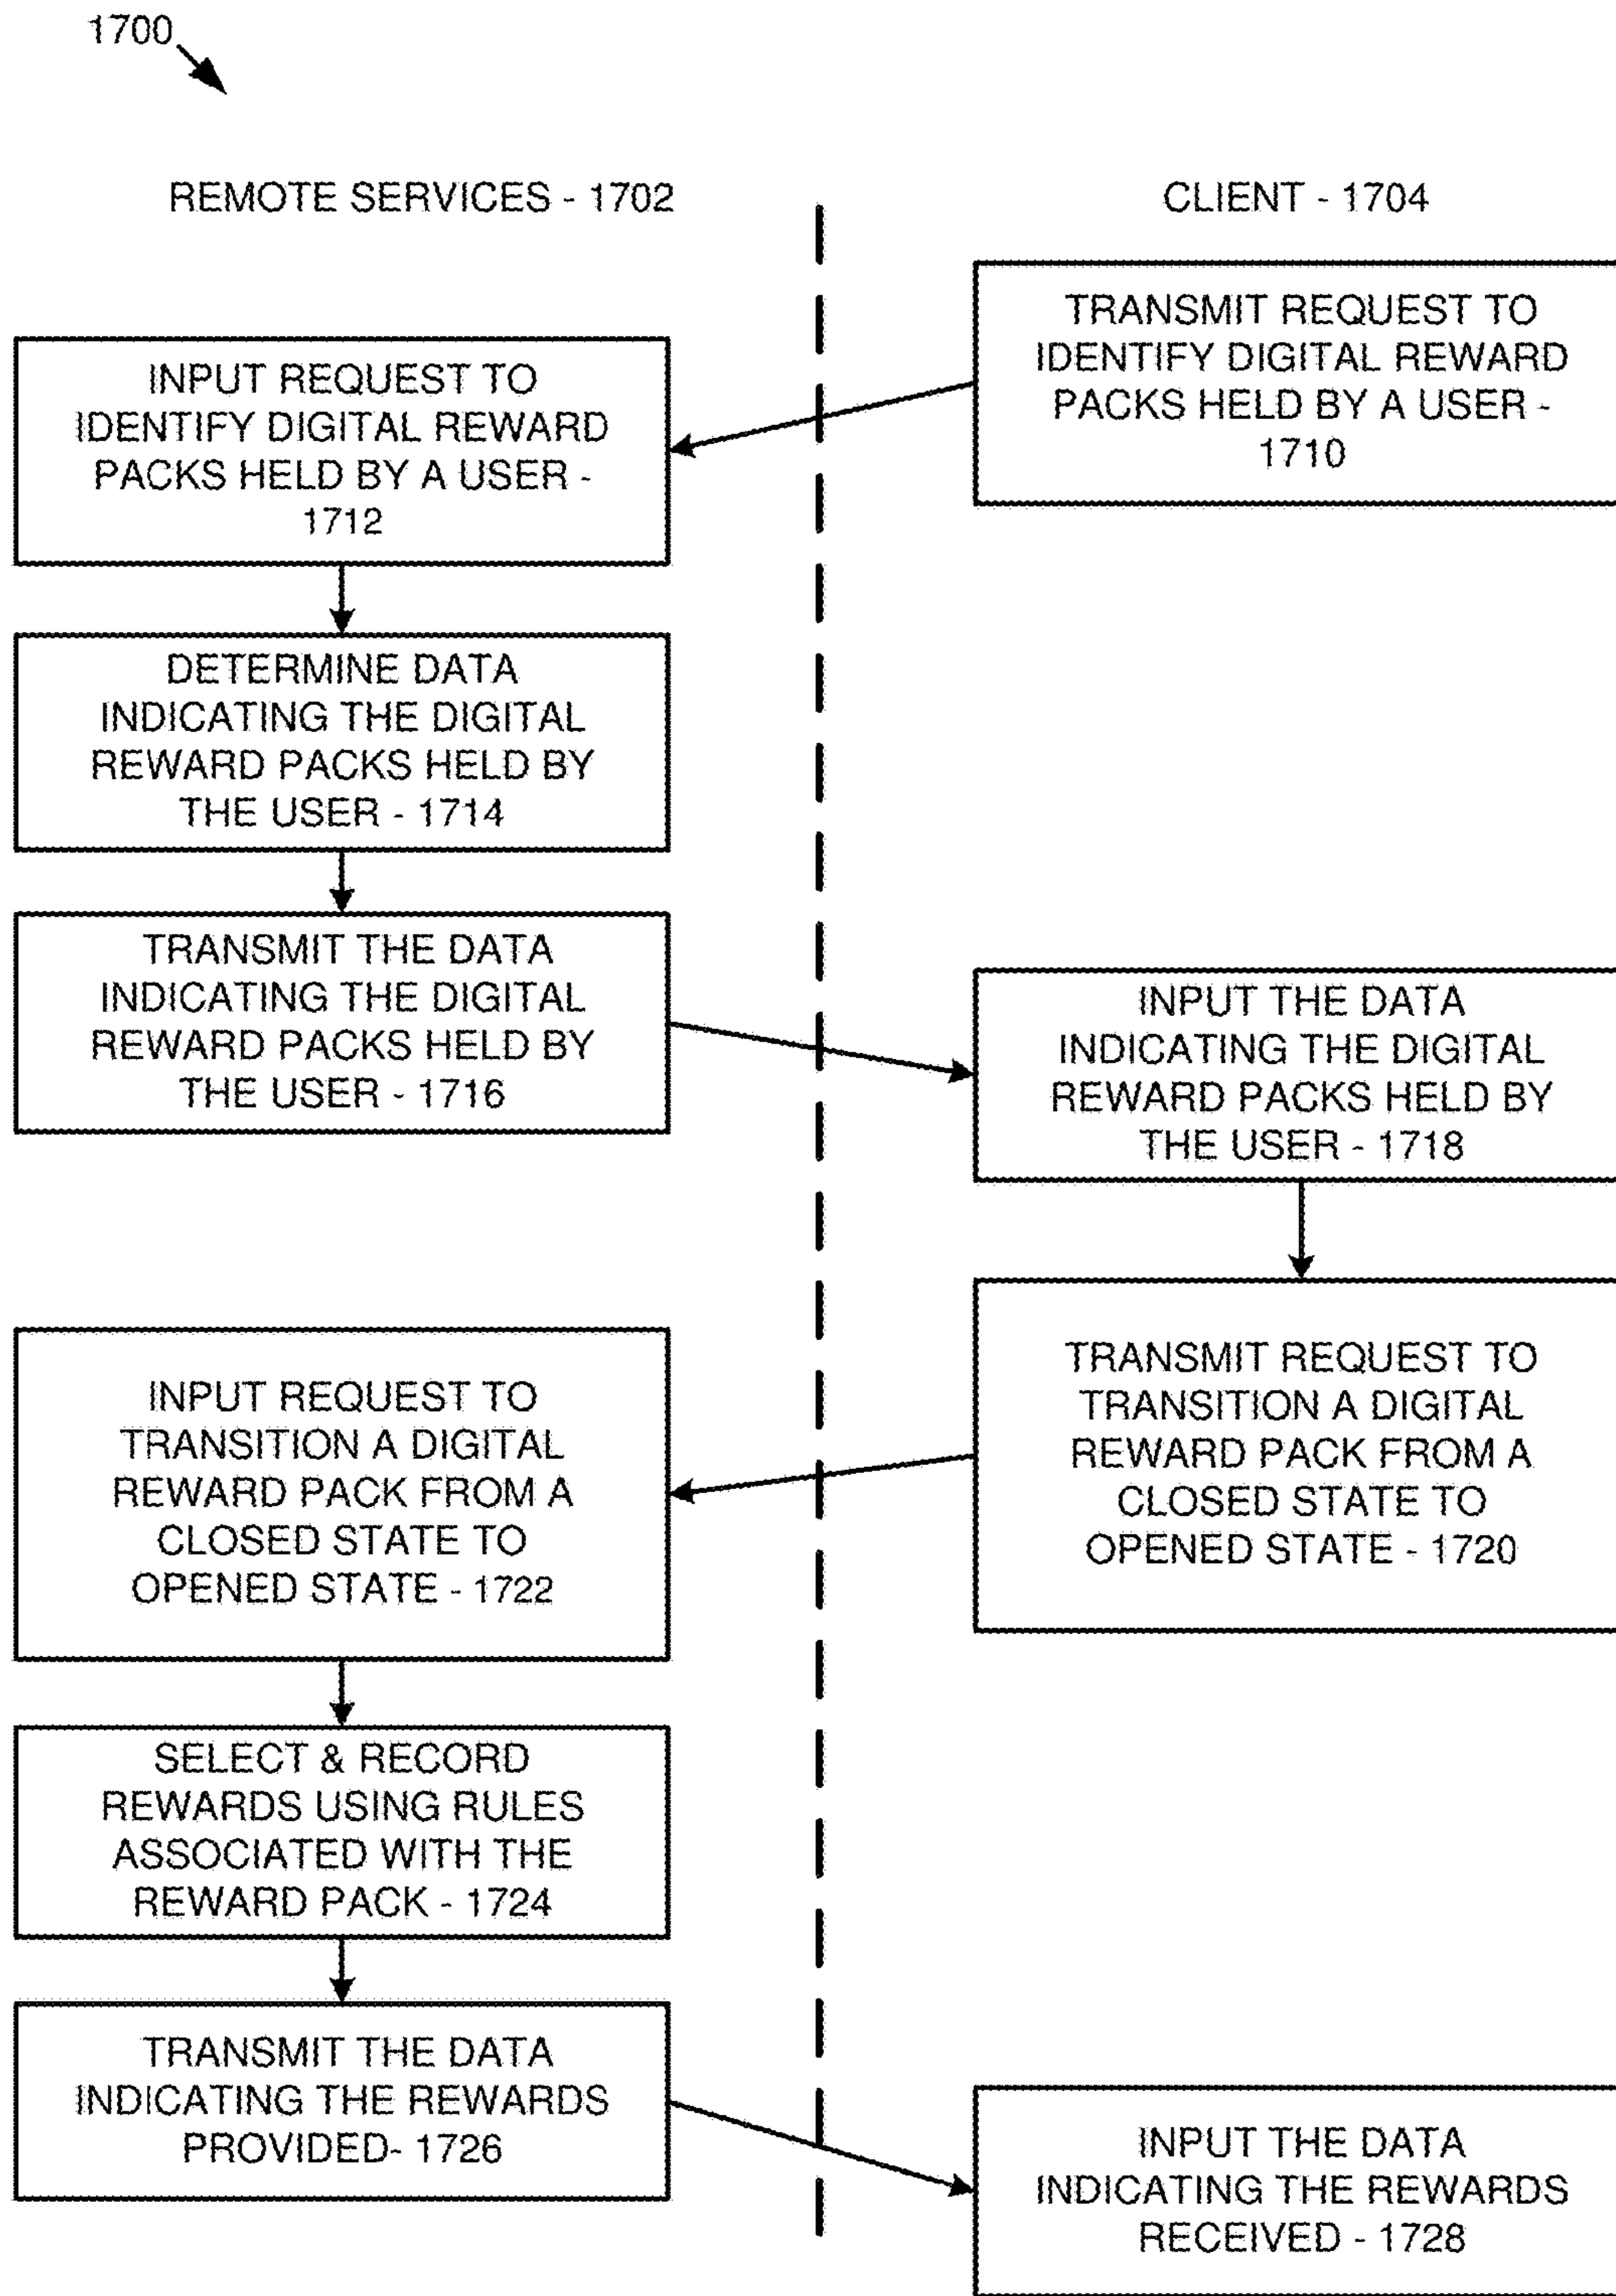 1700
REMOTE SERVICES - 1702
CLIENT - 1704
TRANSMIT REQUEST TO
IDENTIFY DIGITAL REWARD
PACKS HELD BY A USER -
1710
INPUT REQUEST TO
IDENTIFY DIGITAL REWARD
PACKS HELD BY A USER -
1712
DETERMINE DATA
INDICATING THE DIGITAL
REWARD PACKS HELD BY
THE USER - 1714
TRANSMIT THE DATA
INDICATING THE DIGITAL
REWARD PACKS HELD BY
THE USER - 1716
INPUT THE DATA
INDICATING THE DIGITAL
REWARD PACKS HELD BY
THE USER - 1718
TRANSMIT REQUEST TO
TRANSITION A DIGITAL
REWARD PACK FROM A
CLOSED STATE TO
OPENED STATE - 1720
INPUT REQUEST TO
TRANSITION A DIGITAL
REWARD PACK FROM A
CLOSED STATE TO
OPENED STATE - 1722
SELECT & RECORD
REWARDS USING RULES
ASSOCIATED WITH THE
REWARD PACK - 1724
TRANSMIT THE DATA
INDICATING THE REWARDS
PROVIDED- 1726
INPUT THE DATA
INDICATING THE REWARDS
RECEIVED - 1728